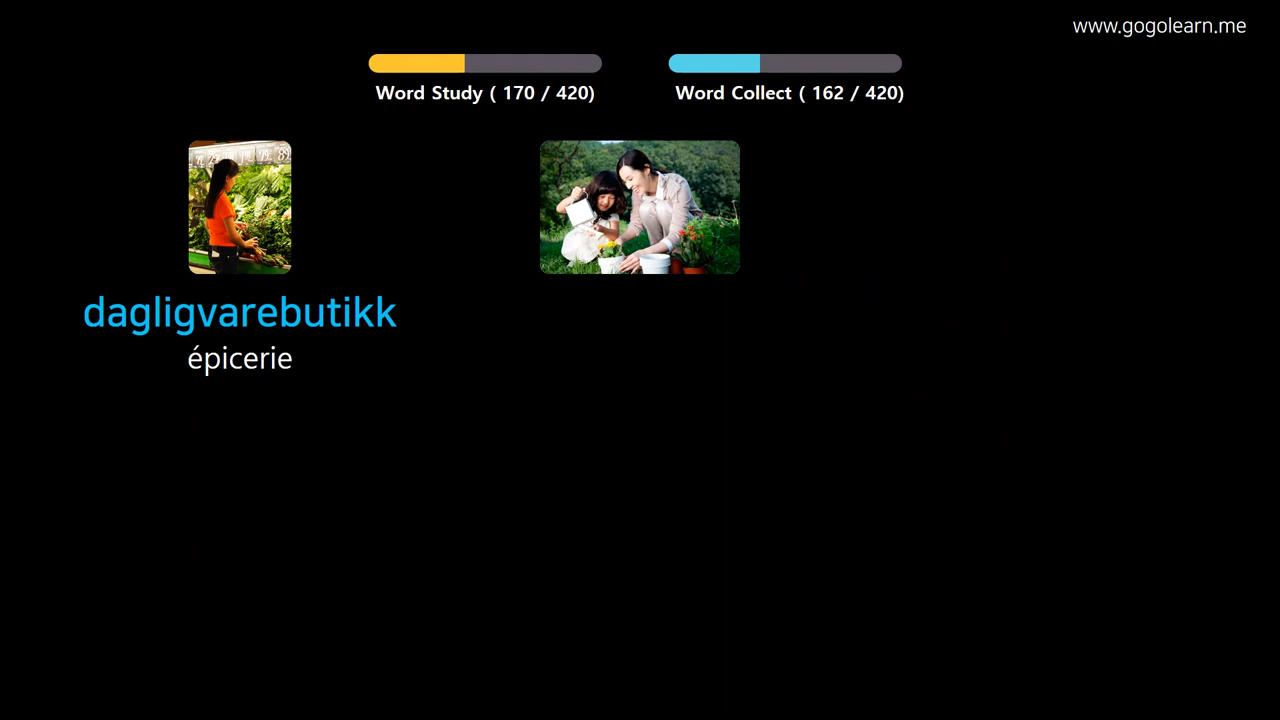 www.gogolearn.me
Word Study ( 170 / 420)
Word Collect ( 162 / 420)
dagligvarebutikk
épicerie